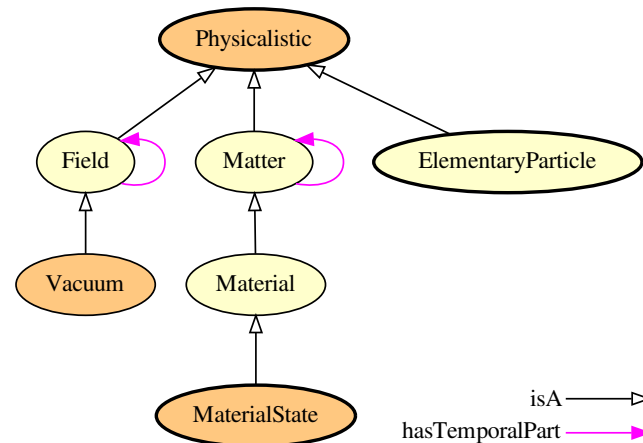 Physicalistic
Field
Matter
ElementaryParticle
Vacuum
Material
MaterialState
isA
hasTemporalPart